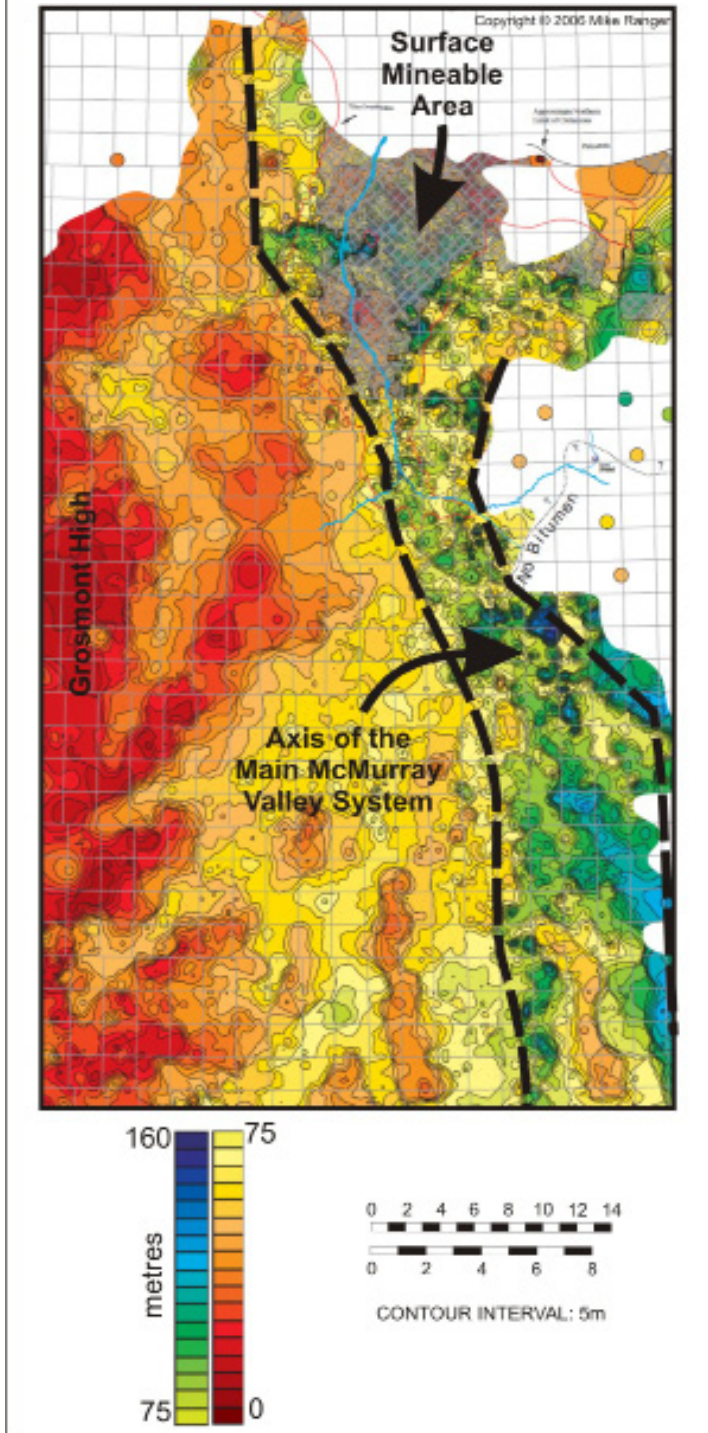 Copyright © 2006 Mike Ranger
Surface
Mineable
Area
Grosmont High
No Bitumen
Axis of the
Main McMurray
Valley System
160
75
metres
75
0
0 2 4 6 8 10 12 14
0 2 4 6 8
CONTOUR INTERVAL: 5m